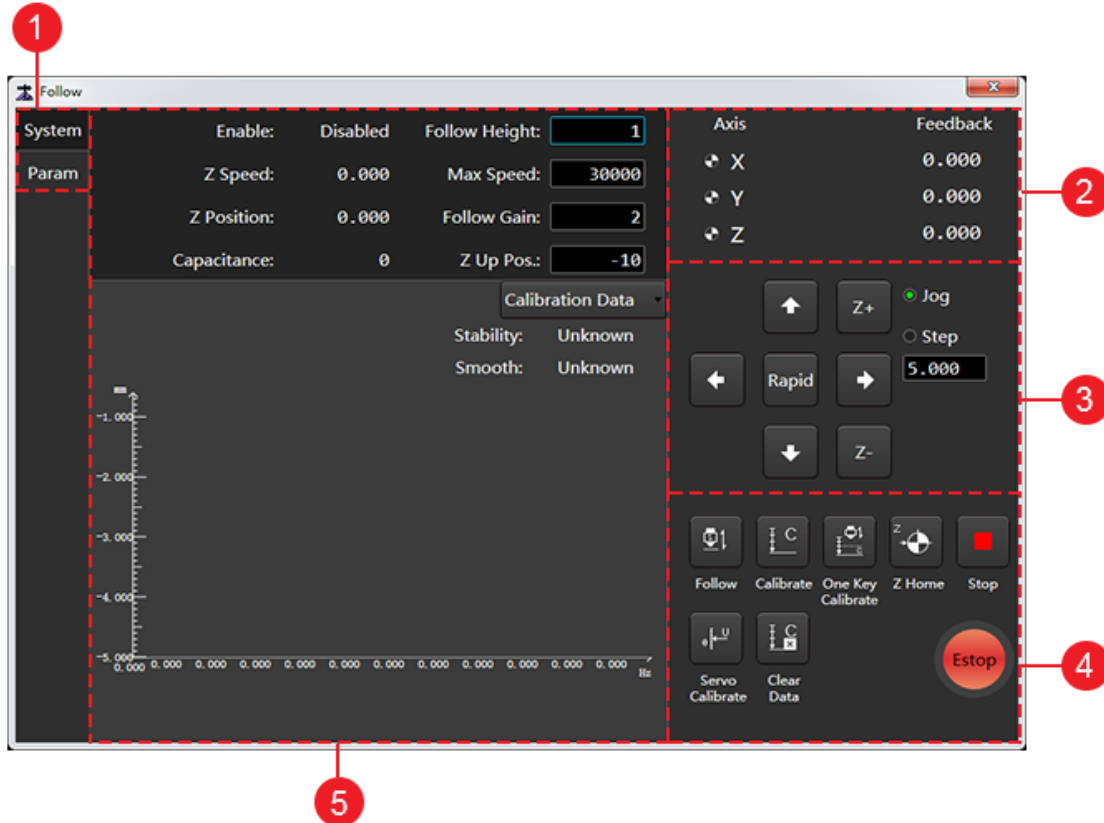 1
Follow
System
Param
Enable: Disabled Follow Height: 1
Z Speed: 0.000 Max Speed: 30000
Z Position: 0.000 Follow Gain: 2
Capacitance: 0 Z Up Pos.: -10
Calibration Data
Stability: Unknown
Smooth: Unknown
mm
-1.000
-2.000
-3.000
-4.000
-5.000
0.000 0.000 0.000 0.000 0.000 0.000 0.000 0.000 0.000 0.000 0.000 0.000
Hz
5
Axis Feedback
X 0.000
Y 0.000
Z 0.000
2
Z+
Jog
Step
5.000
Rapid
Z-
3
C
C
Z
Follow Calibrate One Key Calibrate Z Home Stop
U
e
C
Servo Calibrate
Clear Data
Estop
4